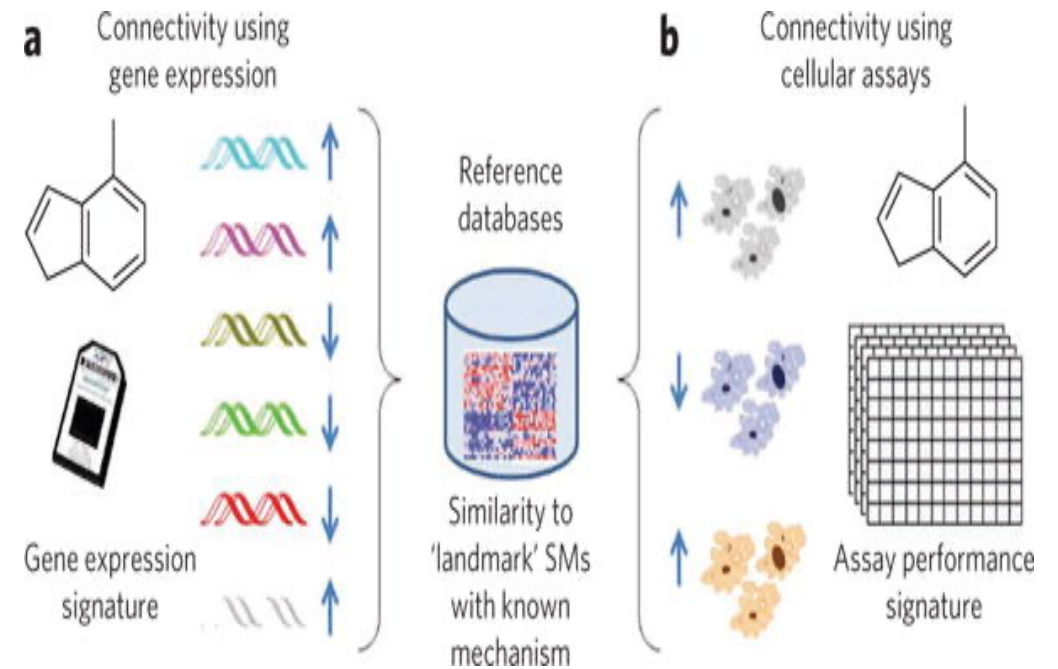 a
Connectivity using
gene expression
Gene expression
signature
Reference
databases
Similarity to
'landmark' SMs
with known
mechanism
b
Connectivity using
cellular assays
Assay performance
signature